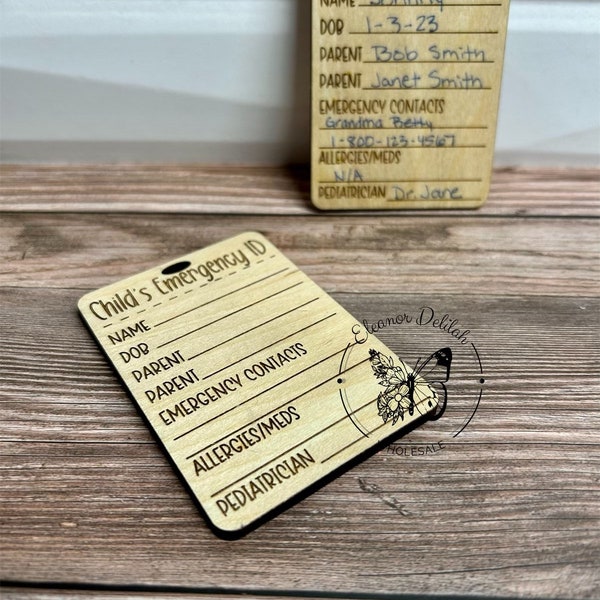 NAME Johnny
DOB 1-3-23
PARENT Bob Smith
PARENT Janet Smith
EMERGENCY CONTACTS
Grandma Betty
1-800-123-4567
ALLERGIES/MEDS
N/A
PEDIATRICIAN Dr. Jane
Child's Emergency ID
NAME
DOB
PARENT
PARENT
EMERGENCY CONTACTS
ALLERGIES/MEDS
PEDIATRICIAN
Eleanor Delilah
WHOLESALE